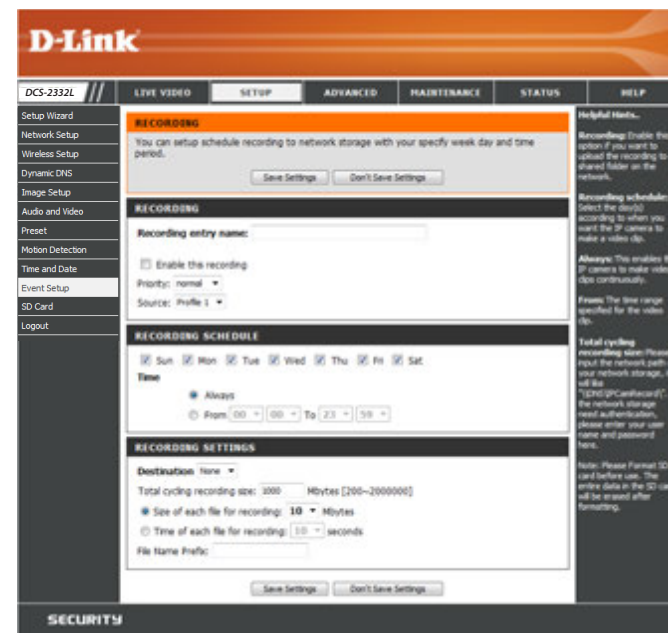 D-Link
DCS-2332L
LIVE VIDEO SETUP ADVANCED MAINTENANCE STATUS HELP
Setup Wizard
Network Setup
Wireless Setup
Dynamic DNS
Image Setup
Audio and Video
Preset
Motion Detection
Time and Date
Event Setup
SD Card
Logout
RECORDING
You can setup schedule recording to network storage with your specify week day and time
period.
Save Settings Don't Save Settings
RECORDING
Recording entry name:
Enable this recording
Priority: normal
Source: Profile 1
RECORDING SCHEDULE
Sun Mon Tue Wed Thu Fri Sat
Time
Always
From 00 00 To 23 59
RECORDING SETTINGS
Destination None
Total cycling recording size: 1000 Mbytes [200~2000000]
Size of each file for recording: 10 Mbytes
Time of each file for recording: 10 seconds
File Name Prefix:
Save Settings Don't Save Settings
Helpful Hints..
Recording: Enable this
option if you want to
upload the recording to
shared folder on the
network.
Recording schedule:
Select the day(s)
according to when you
want the IP camera to
make a video clip.
Always: This enables
IP camera to make video
clips continuously.
From: The time range
specified for the video
clip.
Total cycling
recording size: Please
input the network path
your network storage,
will like
"\\DNS\IPCamRecord\".
the network storage
need authentication,
please enter your user
name and password
here.
Note: Please Format SD
card before use. The
entire data in the SD
will be erased after
formatting.
SECURITY